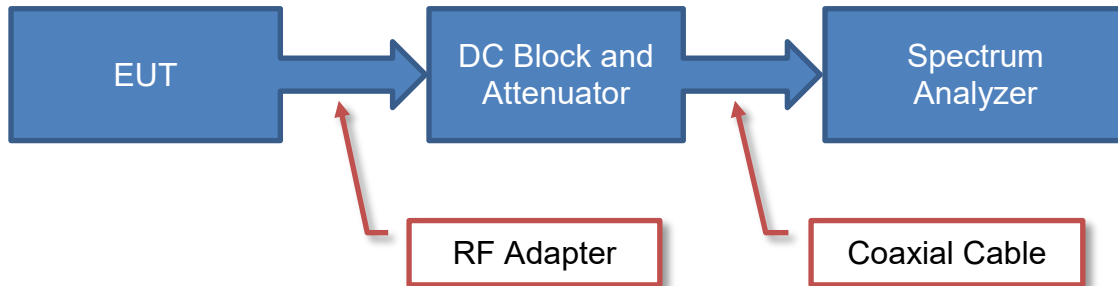 EUT
DC Block and
Attenuator
Spectrum
Analyzer
RF Adapter
Coaxial Cable